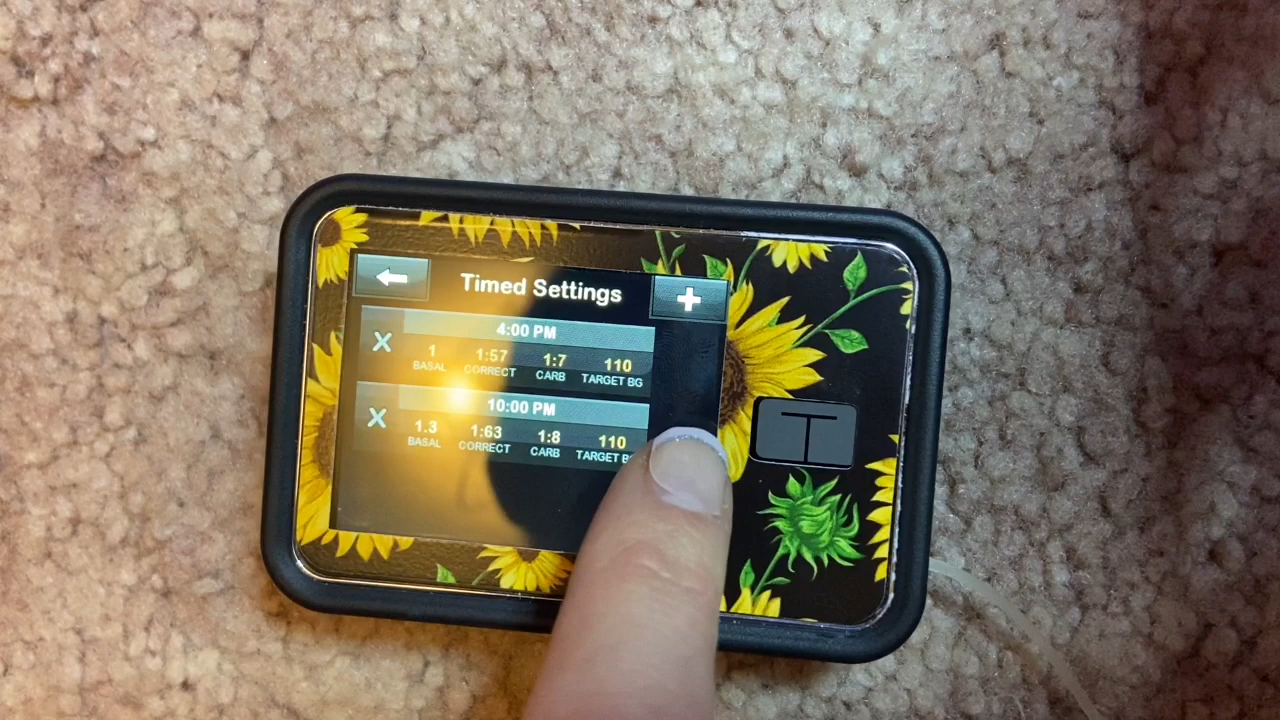 Timed Settings
4:00 PM
1 1:57 1:7 110
BASAL CORRECT CARB TARGET BG
10:00 PM
1.3 1:63 1:8 110
BASAL CORRECT CARB TARGET